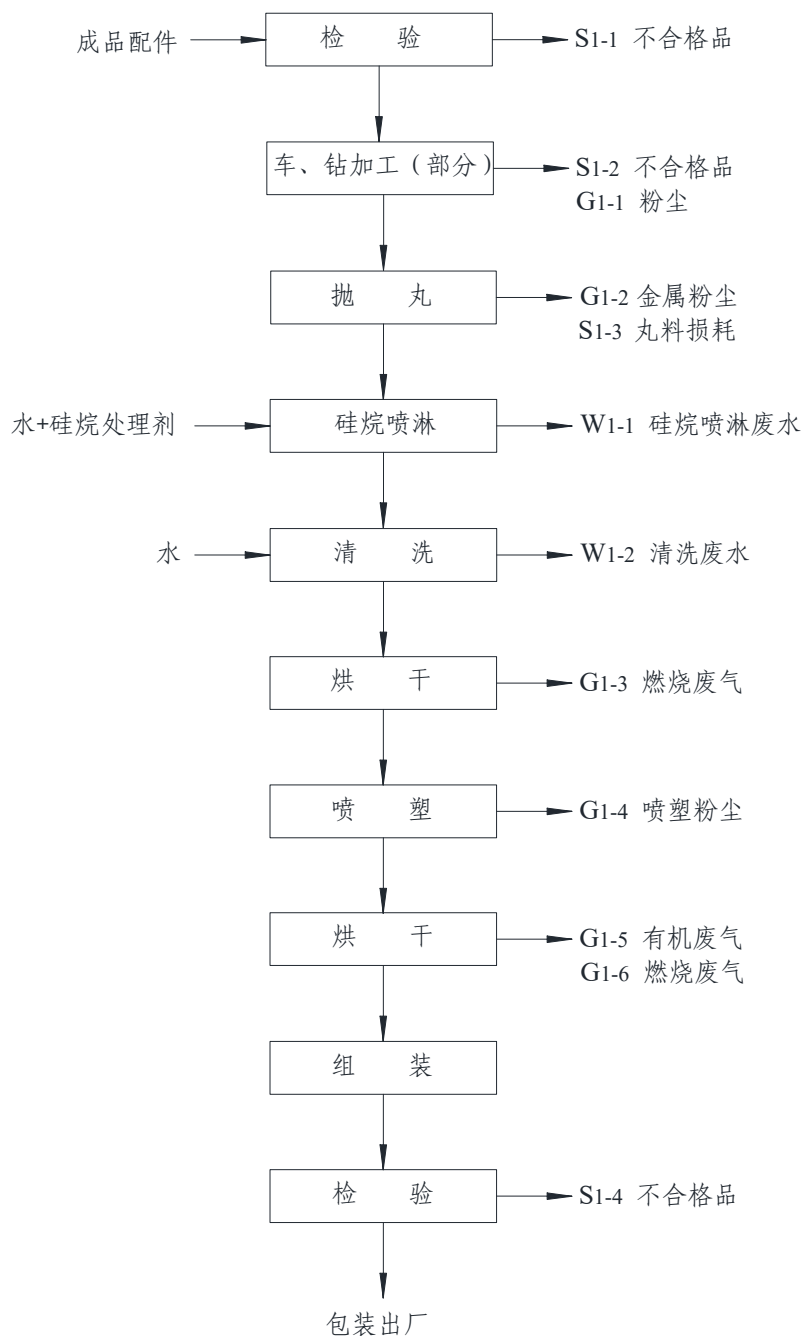 成品配件
检 验
S1-1 不合格品
车、钻加工（部分）
S1-2 不合格品
G1-1 粉尘
抛 丸
G1-2 金属粉尘
S1-3 丸料损耗
水+硅烷处理剂
硅烷喷淋
W1-1 硅烷喷淋废水
水
清 洗
W1-2 清洗废水
烘 干
G1-3 燃烧废气
喷 塑
G1-4 喷塑粉尘
烘 干
G1-5 有机废气
G1-6 燃烧废气
组 装
检 验
S1-4 不合格品
包装出厂